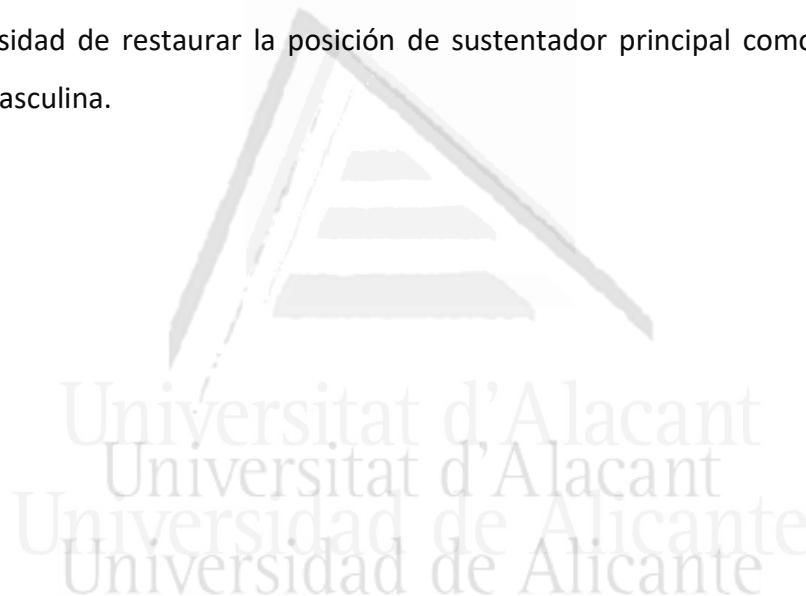 sidad de restaurar la posición de sustentador principal como
asculina.
Universitat d'Alacant
Universitat d'Alacant
Universidad de Alicante
Universidad de Alicante